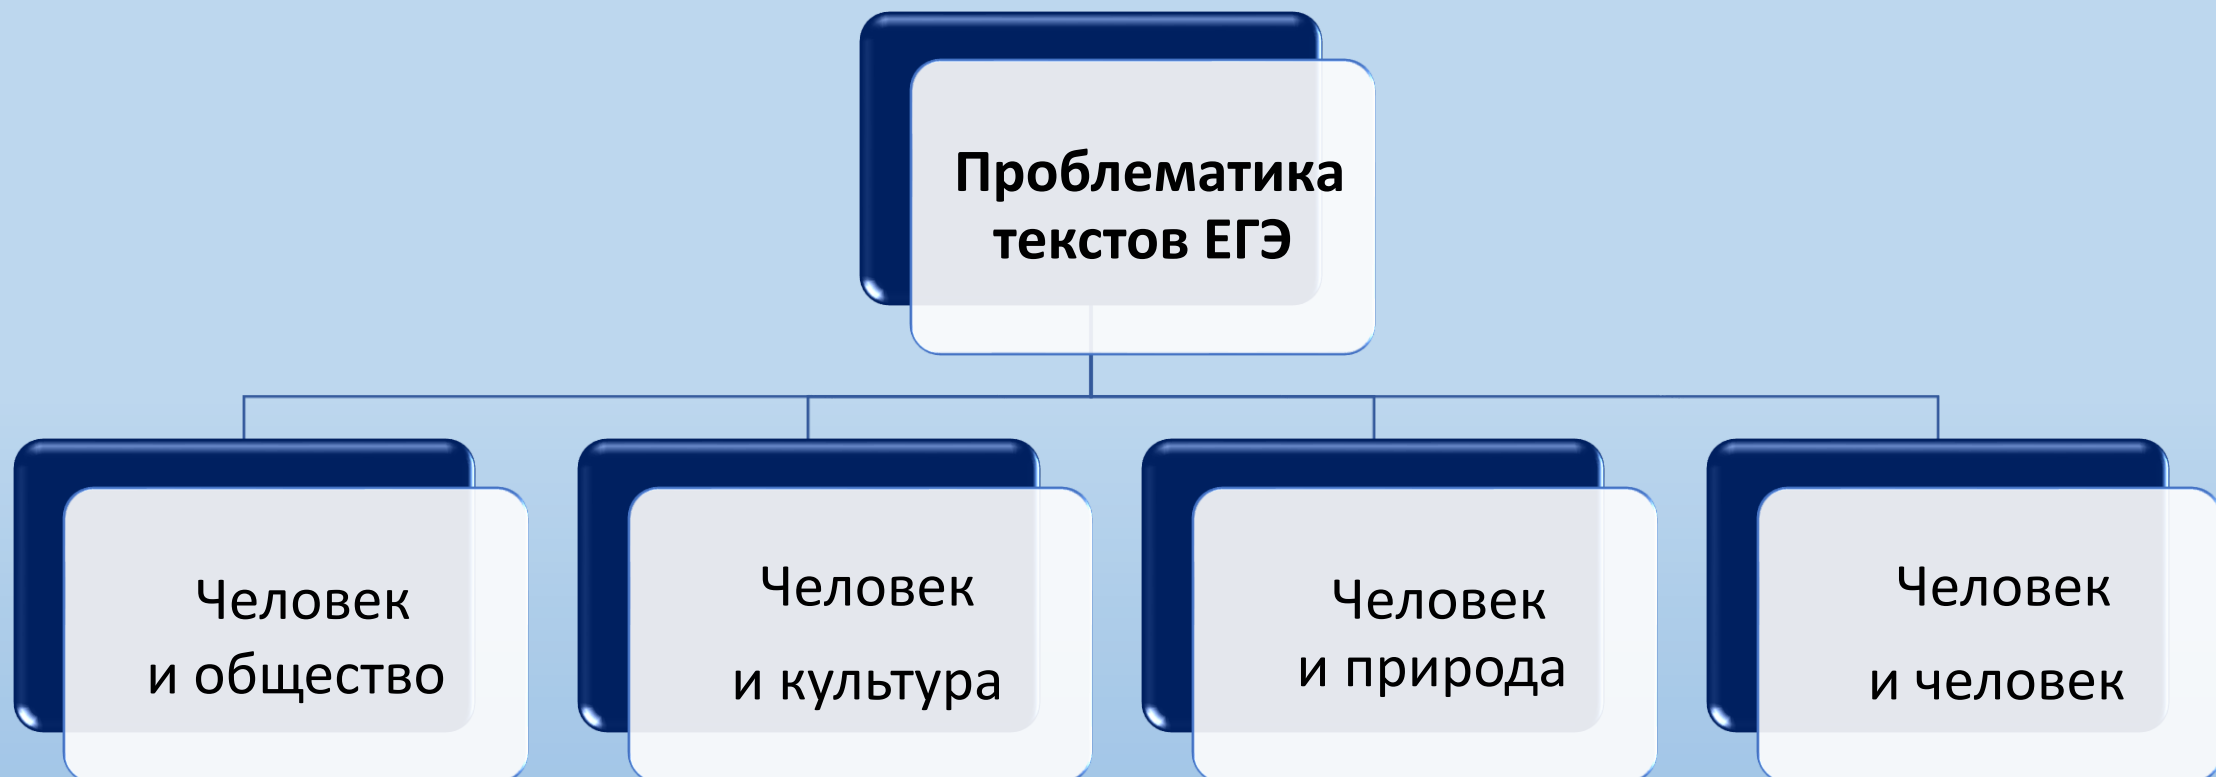 Проблематика
текстов ЕГЭ
Человек
и общество
Человек
и культура
Человек
и природа
Человек
и человек